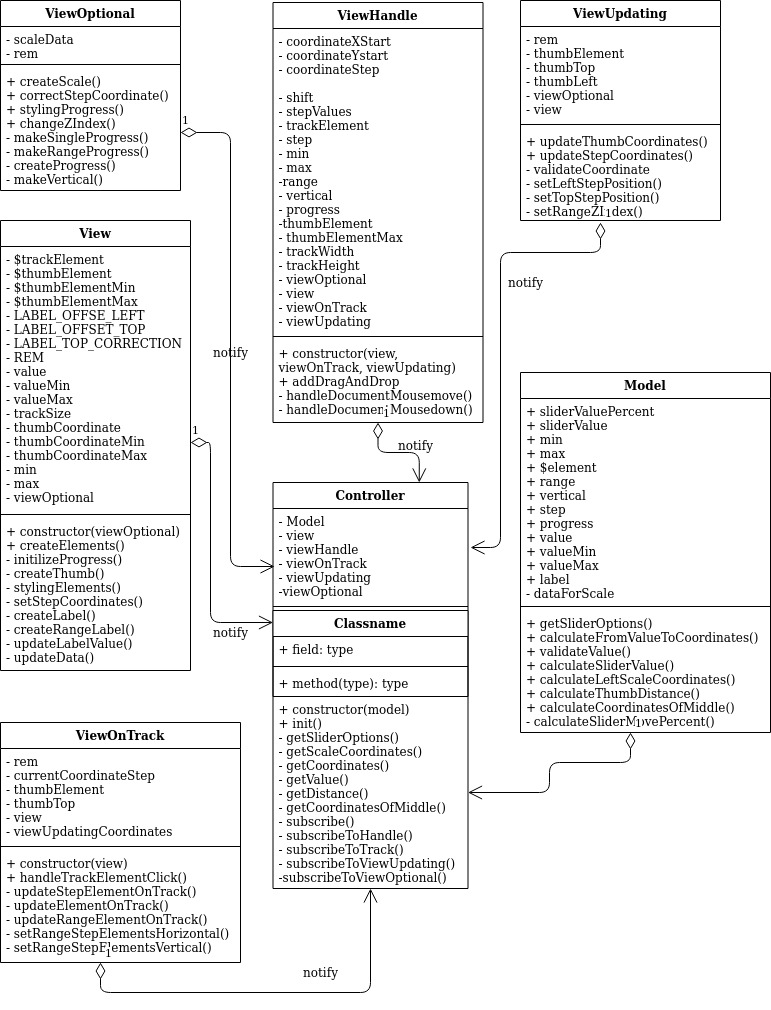 ViewOptional
- scaleData
- rem
+ createScale()
+ correctStepCoordinate()
+ stylingProgress()
+ changeZIndex()
- makeSingleProgress()
- makeRangeProgress()
- createProgress()
- makeVertical()
1
View
- $trackElement
- $thumbElement
- $thumbElementMin
- $thumbElementMax
- LABEL_OFFSE_LEFT
- LABEL_OFFSET_TOP
- LABEL_TOP_CORRECTION
- REM
- value
- valueMin
- valueMax
- trackSize
- thumbCoordinate
- thumbCoordinateMin
- thumbCoordinateMax
- min
- max
- viewOptional
+ constructor(viewOptional)
+ createElements()
- initilizeProgress()
- createThumb()
- stylingElements()
- setStepCoordinates()
- createLabel()
- createRangeLabel()
- updateLabelValue()
- updateData()
1
notify
notify
ViewOnTrack
- rem
- currentCoordinateStep
- thumbElement
- thumbTop
- view
- viewUpdatingCoordinates
+ constructor(view)
+ handleTrackElementClick()
- updateStepElementOnTrack()
- updateElementOnTrack()
- updateRangeElementOnTrack()
- setRangeStepElementsHorizontal()
- setRangeStepElementsVertical()
1
notify
ViewHandle
- coordinateXStart
- coordinateYstart
- coordinateStep
- shift
- stepValues
- trackElement
- step
- min
- max
-range
- vertical
- progress
-thumbElement
- thumbElementMax
- trackWidth
- trackHeight
- viewOptional
- view
- viewOnTrack
- viewUpdating
+ constructor(view,
viewOnTrack, viewUpdating)
+ addDragAndDrop
- handleDocumentMousemove()
- handleDocumentMousedown()
1
notify
Controller
- Model
- view
- viewHandle
- viewOnTrack
- viewUpdating
-viewOptional
Classname
+ field: type
+ method(type): type
+ constructor(model)
+ init()
- getSliderOptions()
- getScaleCoordinates()
- getCoordinates()
- getValue()
- getDistance()
- getCoordinatesOfMiddle()
- subscribe()
- subscribeToHandle()
- subscribeToTrack()
- subscribeToViewUpdating()
-subscribeToViewOptional()
ViewUpdating
- rem
- thumbElement
- thumbTop
- thumbLeft
- viewOptional
- view
+ updateThumbCoordinates()
+ updateStepCoordinates()
- validateCoordinate
- setLeftStepPosition()
- setTopStepPosition()
- setRangeZIndex()
1
notify
Model
+ sliderValuePercent
+ sliderValue
+ min
+ max
+ $element
+ range
+ vertical
+ step
+ progress
+ value
+ valueMin
+ valueMax
+ label
- dataForScale
+ getSliderOptions()
+ calculateFromValueToCoordinates()
+ validateValue()
+ calculateSliderValue()
+ calculateLeftScaleCoordinates()
+ calculateThumbDistance()
+ calculateCoordinatesOfMiddle()
- calculateSliderMovePercent()
1